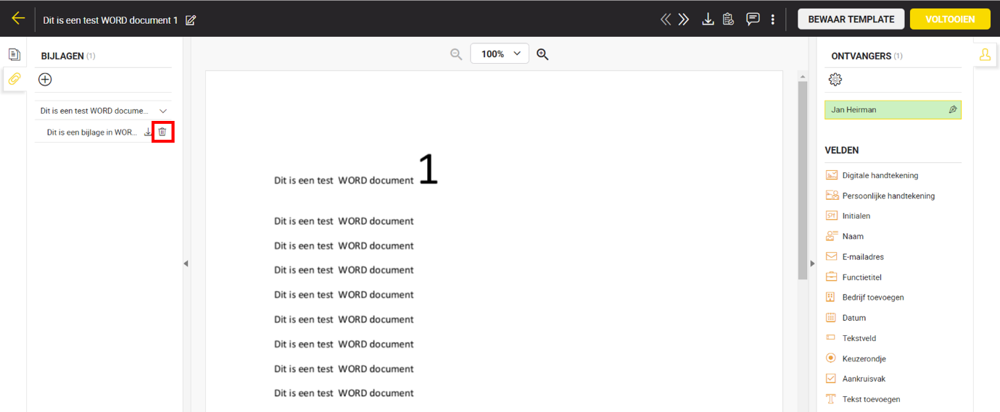 Dit is een test WORD document 1
BEWAAR TEMPLATE
VOLTOOIEN
BIJLAGEN (1)
Dit is een test WORD docume...
Dit is een bijlage in WOR...
100%
Dit is een test WORD document 1
Dit is een test WORD document
Dit is een test WORD document
Dit is een test WORD document
Dit is een test WORD document
Dit is een test WORD document
Dit is een test WORD document
Dit is een test WORD document
Dit is een test WORD document
ONTVANGERS (1)
Jan Heirman
VELDEN
Digitale handtekening
Persoonlijke handtekening
Initialen
Naam
E-mailadres
Functietitel
Bedrijf toevoegen
Datum
Tekstveld
Keuzerondje
Aankruisvak
Tekst toevoegen